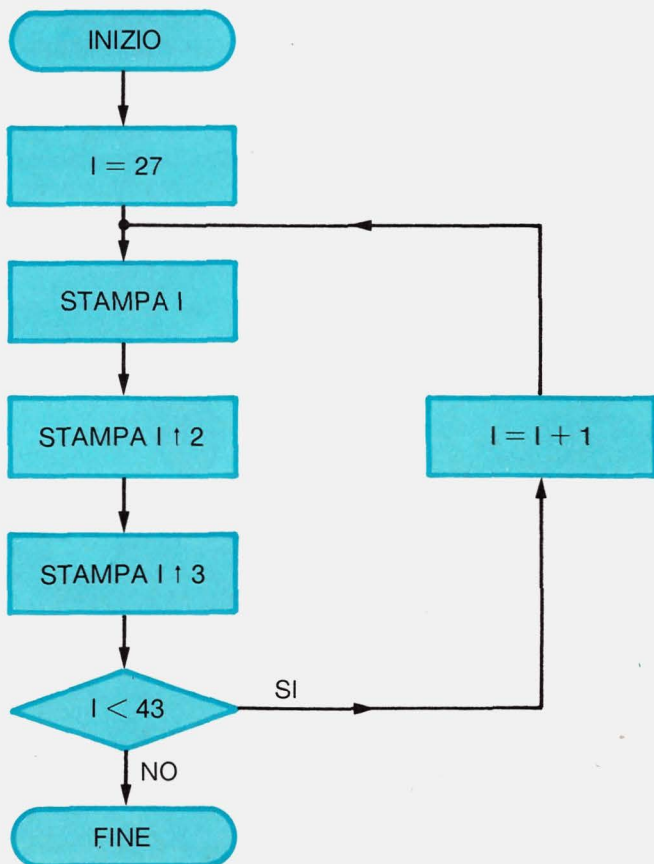 INIZIO
I = 27
STAMPA I
STAMPA I ↑ 2
I = I + 1
STAMPA I ↑ 3
I < 43
SI
NO
FINE